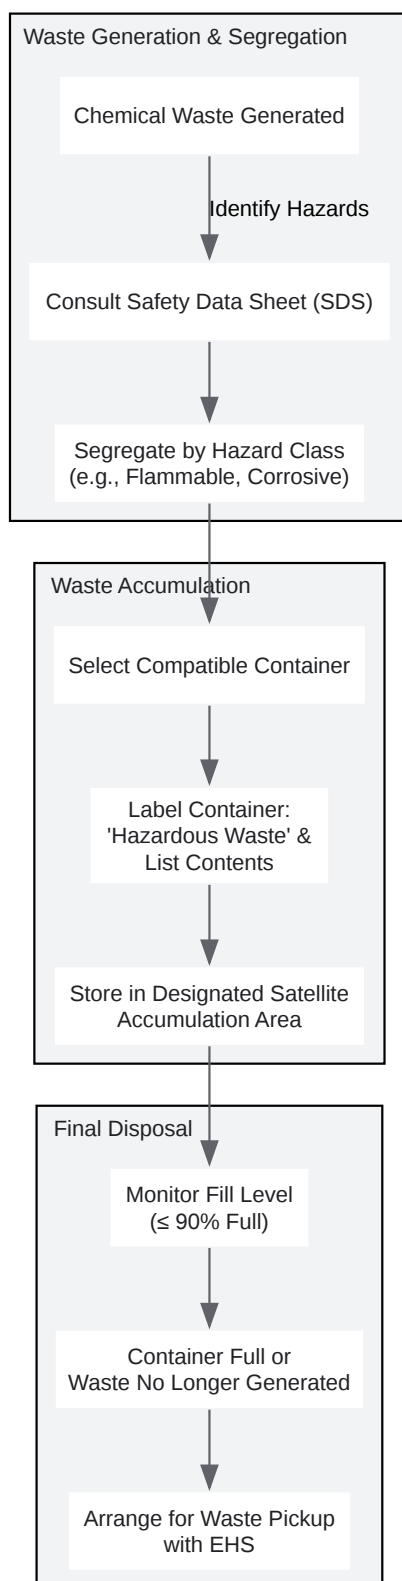 Waste Generation & Segregation
Chemical Waste Generated
Identify Hazards
Consult Safety Data Sheet (SDS)
Segregate by Hazard Class
(e.g., Flammable, Corrosive)
Waste Accumulation
Select Compatible Container
Label Container:
'Hazardous Waste' &
List Contents
Store in Designated Satellite
Accumulation Area
Final Disposal
Monitor Fill Level
(≤ 90% Full)
Container Full or
Waste No Longer Generated
Arrange for Waste Pickup
with EHS